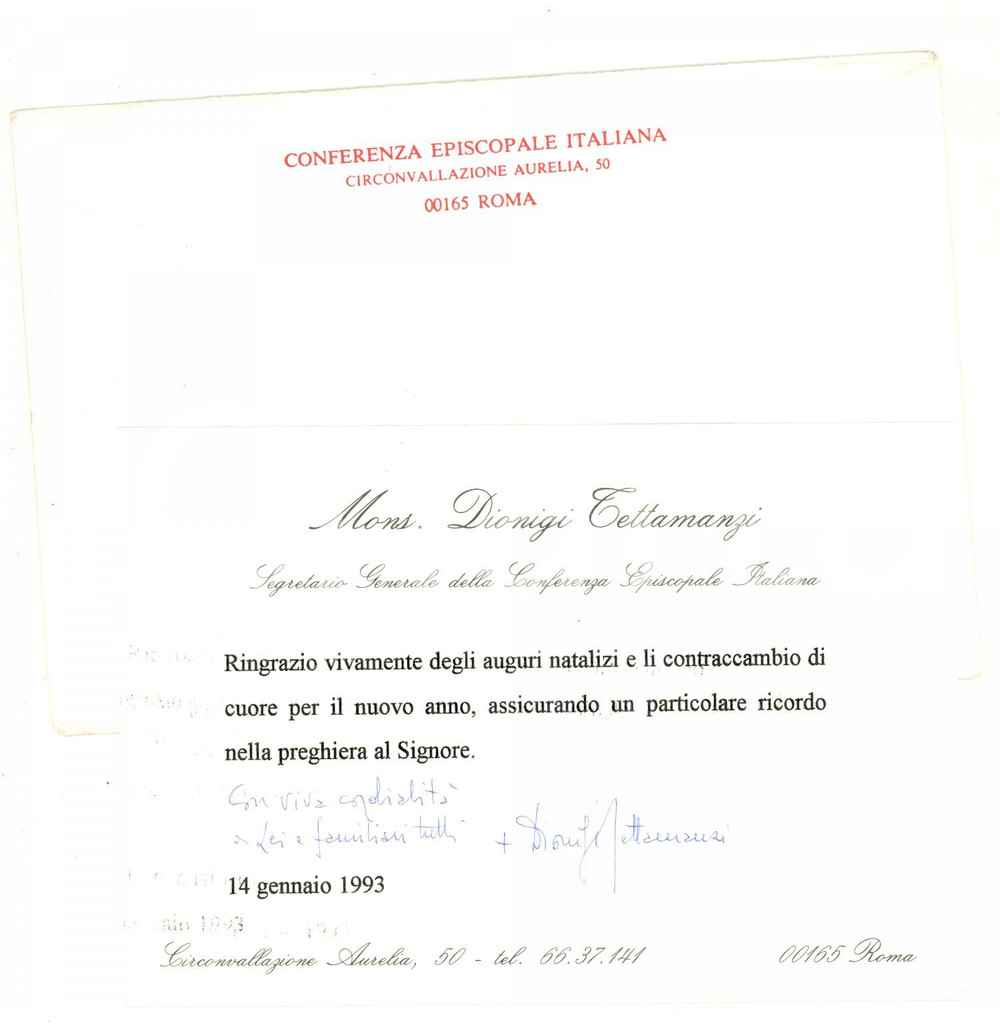 CONFERENZA EPISCOPALE ITALIANA
CIRCONVALLAZIONE AURELIA, 50
00165 ROMA
Mons. Dionigi Tettamanzi
Segretario Generale della Conferenza Episcopale Italiana
Ringrazio vivamente degli auguri natalizi e li contraccambio di
cuore per il nuovo anno, assicurando un particolare ricordo
nella preghiera al Signore.
Con viva cordialità
a Lei e familiari tutti
+ Dionigi Tettamanzi
14 gennaio 1993
Circonvallazione Aurelia, 50 - tel. 66.37.141
00165 Roma